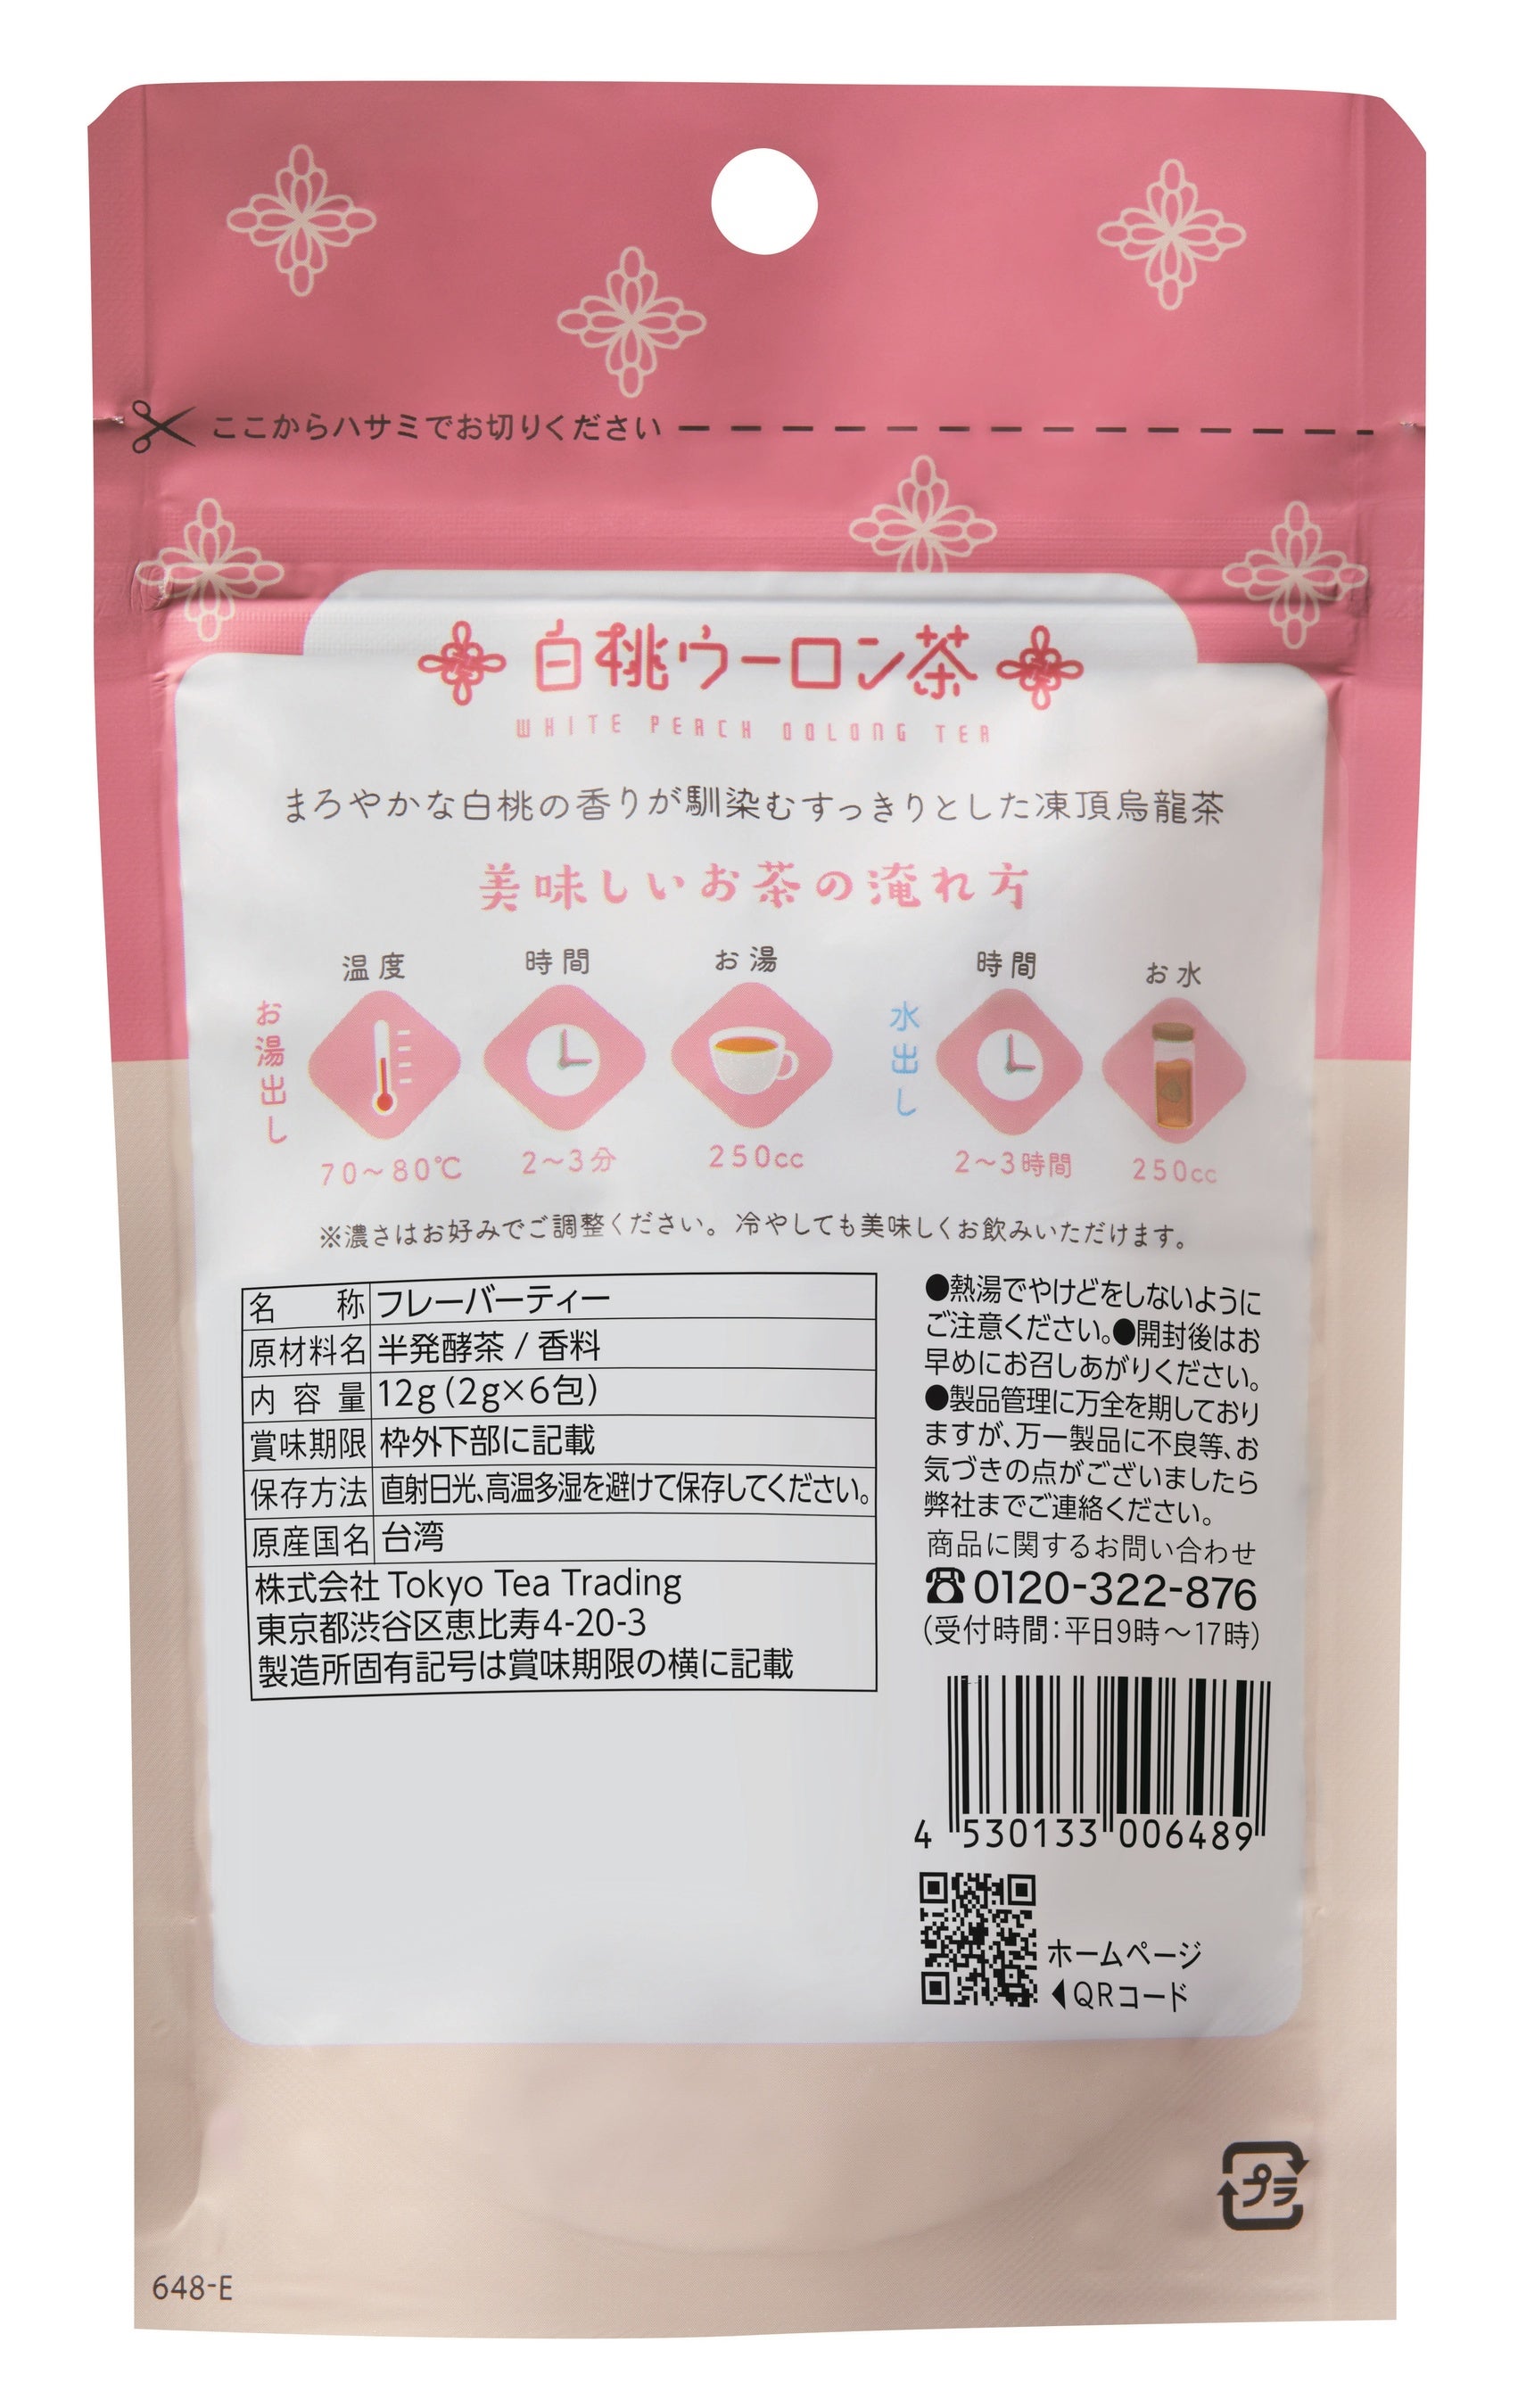 ここからハサミでお切りください
白桃ウーロン茶
WHITE PEACH OOLONG TEA
まろやかな白桃の香りが馴染むすっきりとした凍頂烏龍茶
美味しいお茶の淹れ方
お湯出し
温度
70～80℃
時間
2～3分
お湯
250cc
水出し
時間
2～3時間
お水
250cc
※濃さはお好みでご調整ください。冷やしても美味しくお飲みいただけます。
名称 フレーバーティー
原材料名 半発酵茶 / 香料
内容量 12g (2g×6包)
賞味期限 枠外下部に記載
保存方法 直射日光、高温多湿を避けて保存してください。
原産国名 台湾
株式会社 Tokyo Tea Trading
東京都渋谷区恵比寿4-20-3
製造所固有記号は賞味期限の横に記載
●熱湯でやけどをしないように
ご注意ください。●開封後はお
早めにお召しあがりください。
●製品管理に万全を期しており
ますが、万一製品に不良等、お
気づきの点がございましたら
弊社までご連絡ください。
商品に関するお問い合わせ
☎0120-322-876
(受付時間：平日9時～17時)
4 530133 006489
ホームページ
◀QRコード
プラ
648-E